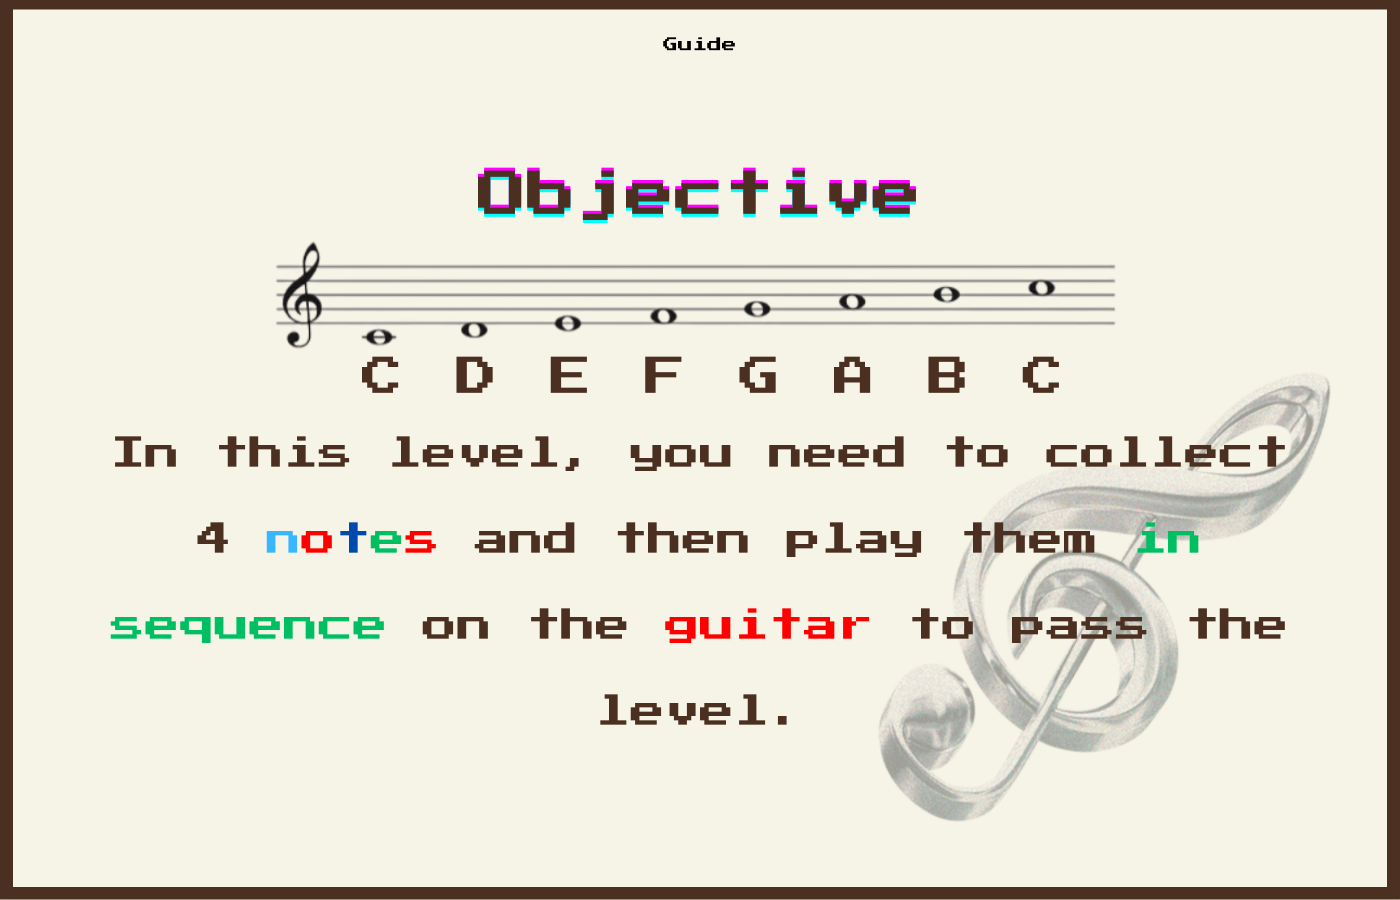 Guide
Objective
C D E F G A B C
In this level, you need to collect
4 notes and then play them in
sequence on the guitar to pass the
level.